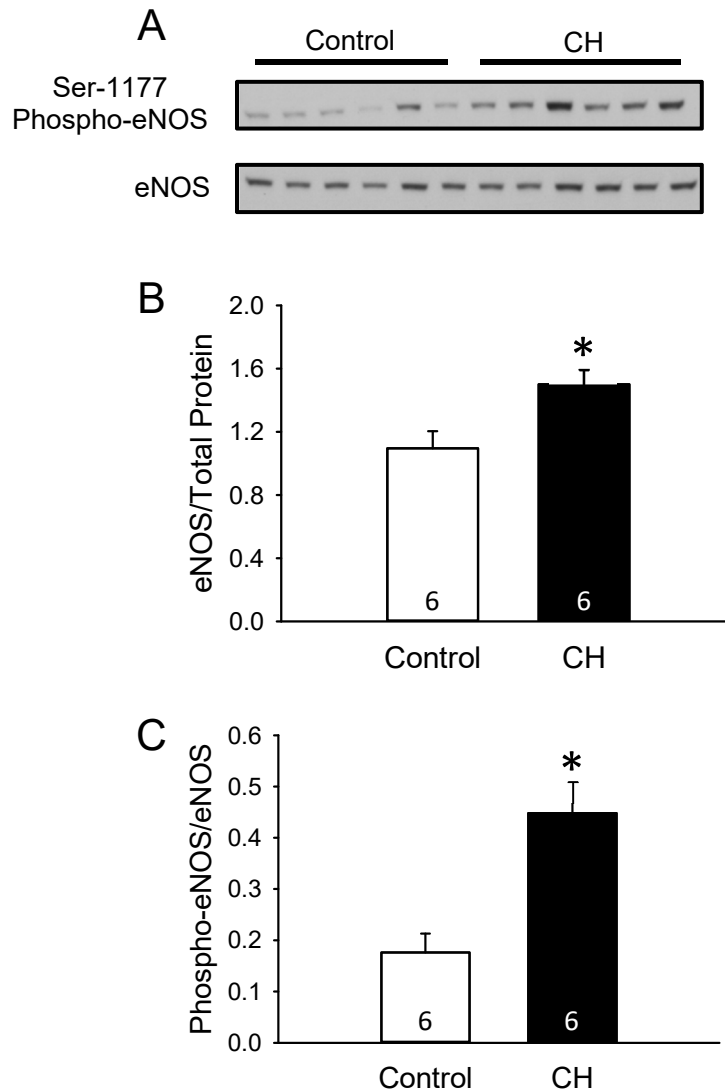 A
Control
CH
Ser-1177
Phospho-eNOS
eNOS
B
eNOS/Total Protein
2.0
1.6
1.2
0.8
0.4
0.0
*
6
6
Control
CH
C
Phospho-eNOS/eNOS
0.6
0.5
0.4
0.3
0.2
0.1
0.0
*
6
6
Control
CH